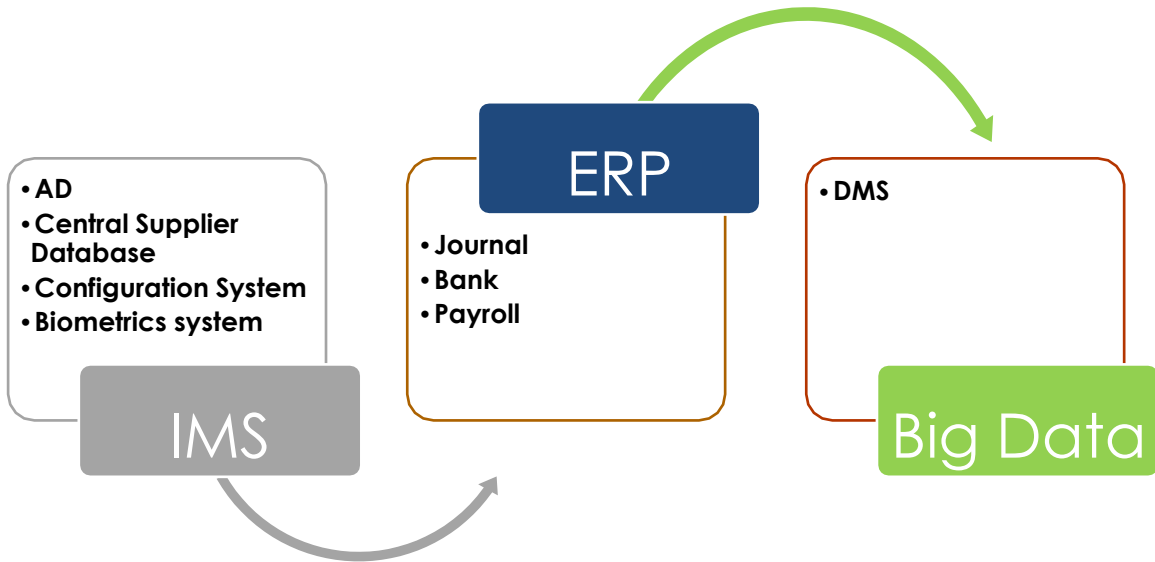 • AD
• Central Supplier
Database
• Configuration System
• Biometrics system
IMS
ERP
• Journal
• Bank
• Payroll
• DMS
Big Data